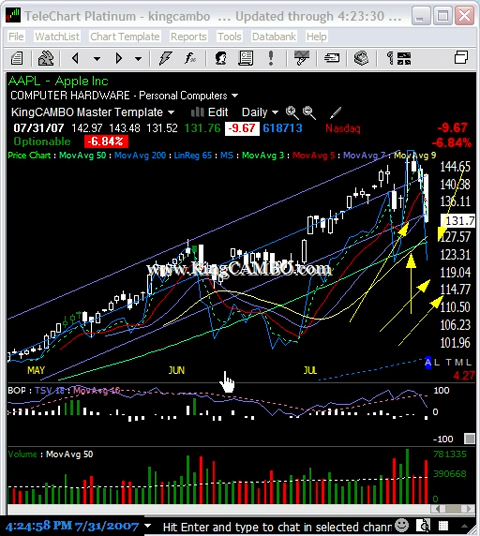 TeleChart Platinum - kingcambo ... Updated through 4:23:30 ...
File WatchList Chart Template Reports Tools Demo Help
AAPL - Apple Inc
COMPUTER HARDWARE - Personal Computers
KingCAMBO Master Template Edit Daily
07/31/07 142.97 143.48 131.52 131.76 -9.67 618713 Nasdaq -9.67
Optionable -6.84% -6.84%
Price Chart : MovAvg 50 : MovAvg 200 : LinReg 65 : MS : MovAvg 3 : MovAvg 5 : MovAvg 7 : MovAvg 9
144.65
140.38
136.11
131.7
127.57
123.31
119.04
114.77
110.50
106.23
101.96
www.KingCAMBO.com
MAY JUN JUL
A L T M L
4.27
BOP : TSV 18 : MovAvg 10
100
0
-100
Volume : MovAvg 50
781335
390668
0
4:24:58 PM 7/31/2007 Hit Enter and type to chat in selected chann